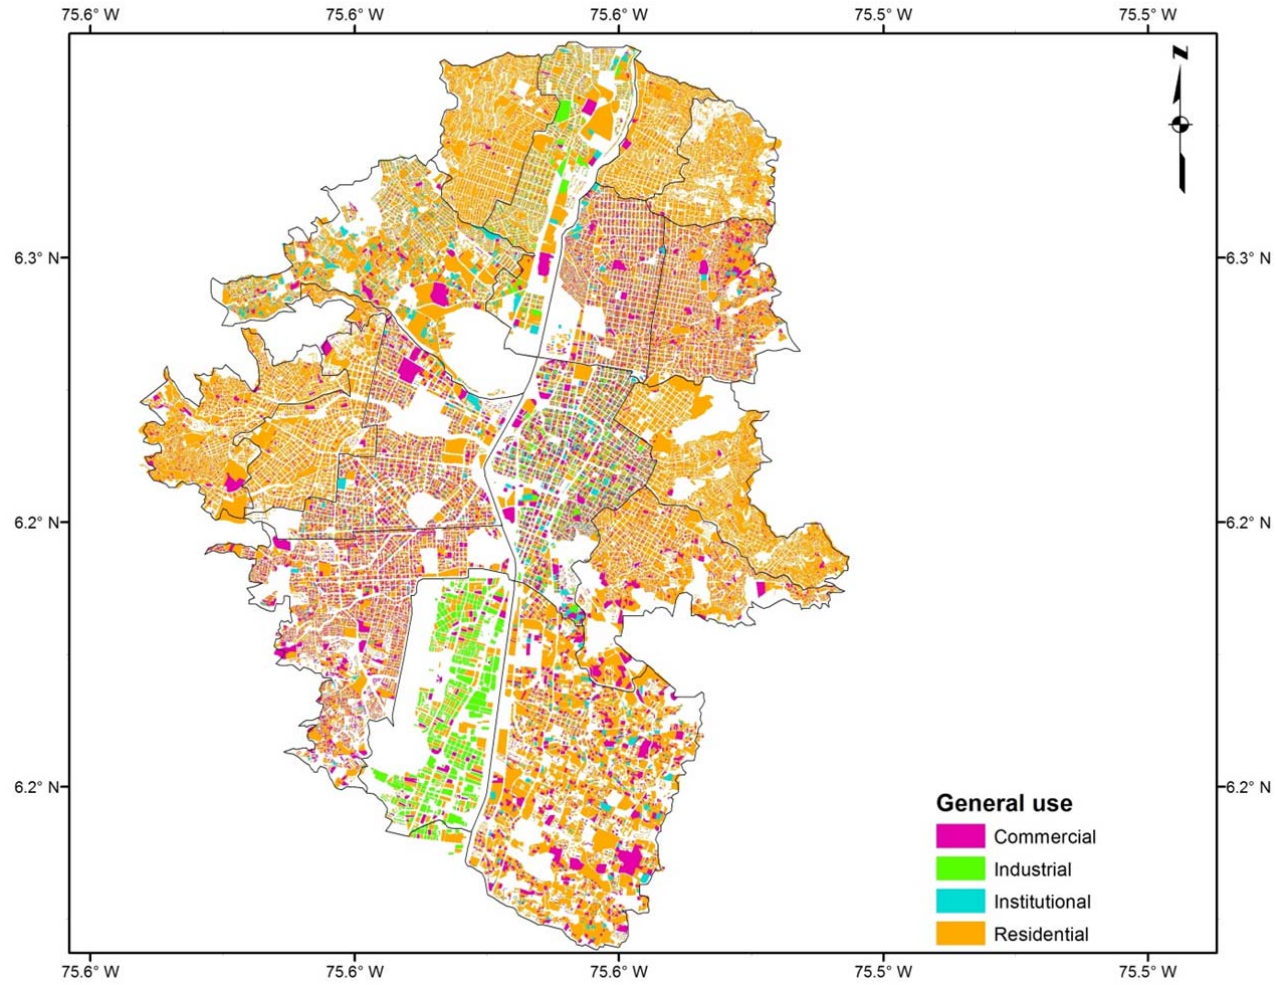 75.6° W 75.6° W 75.6° W 75.5° W 75.5° W
N
6.3° N 6.3° N
6.2° N 6.2° N
6.2° N 6.2° N
General use
Commercial
Industrial
Institutional
Residential
75.6° W 75.6° W 75.6° W 75.5° W 75.5° W